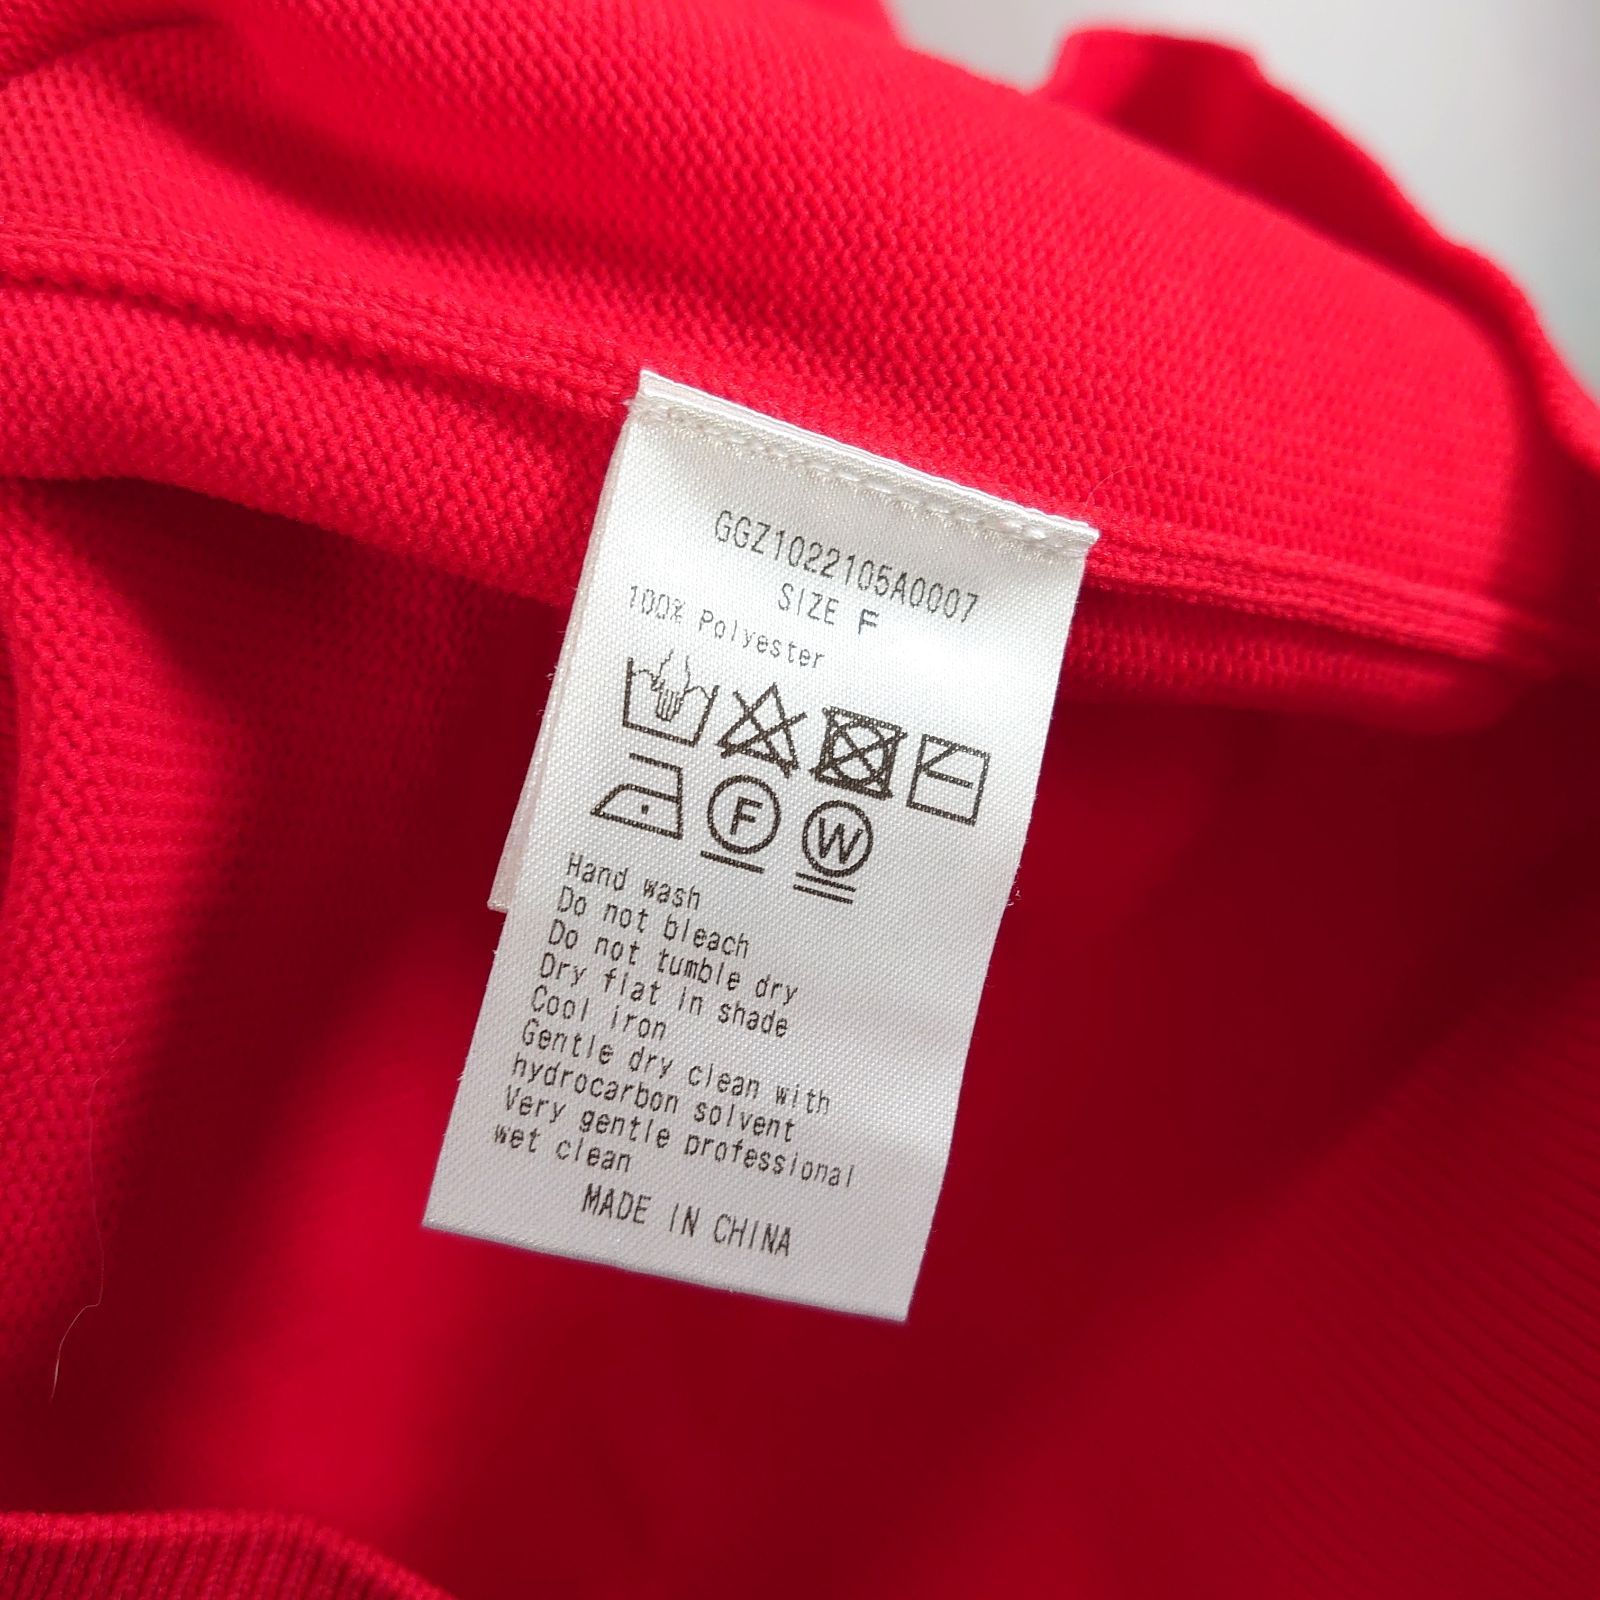 GGZ1022105A0007
SIZE F
100% Polyester
F W
Hand wash
Do not bleach
Do not tumble dry
Dry flat in shade
Cool iron
Gentle dry clean with
hydrocarbon solvent
Very gentle professional
wet clean
MADE IN CHINA